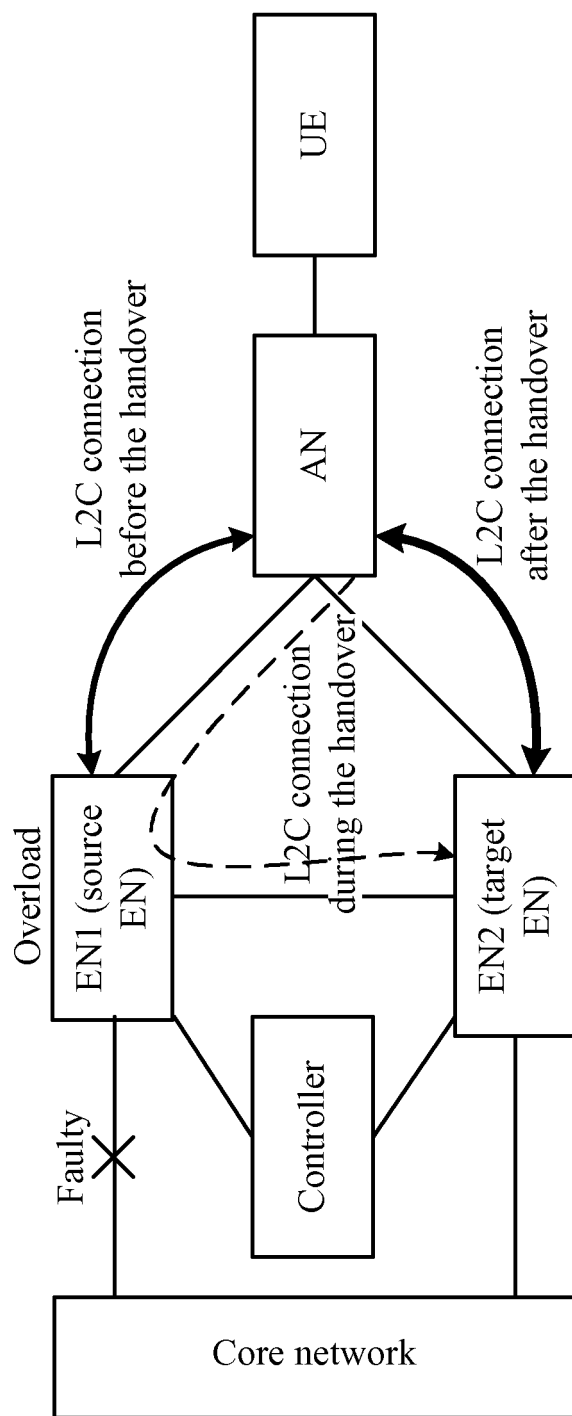 Overload
Faulty
EN1 (source
EN)
L2C connection
before the handover
Core network
Controller
L2C connection
during the handover
AN
UE
EN2 (target
EN)
L2C connection
after the handover